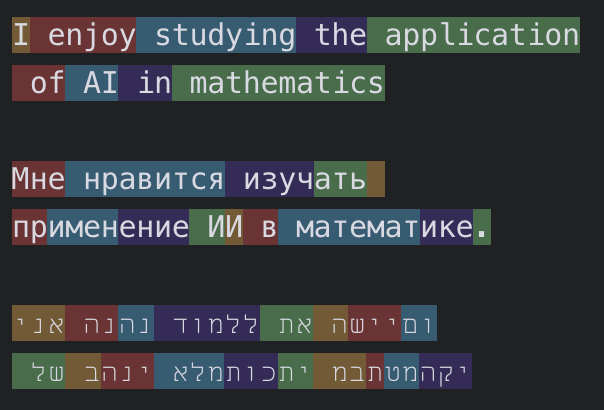 I enjoy studying the application
of AI in mathematics
Мне нравится изучать
применение ИИ в математике.
אני נהנה ללמוד את היישום
של בינה מלאכותית במתמטיקה